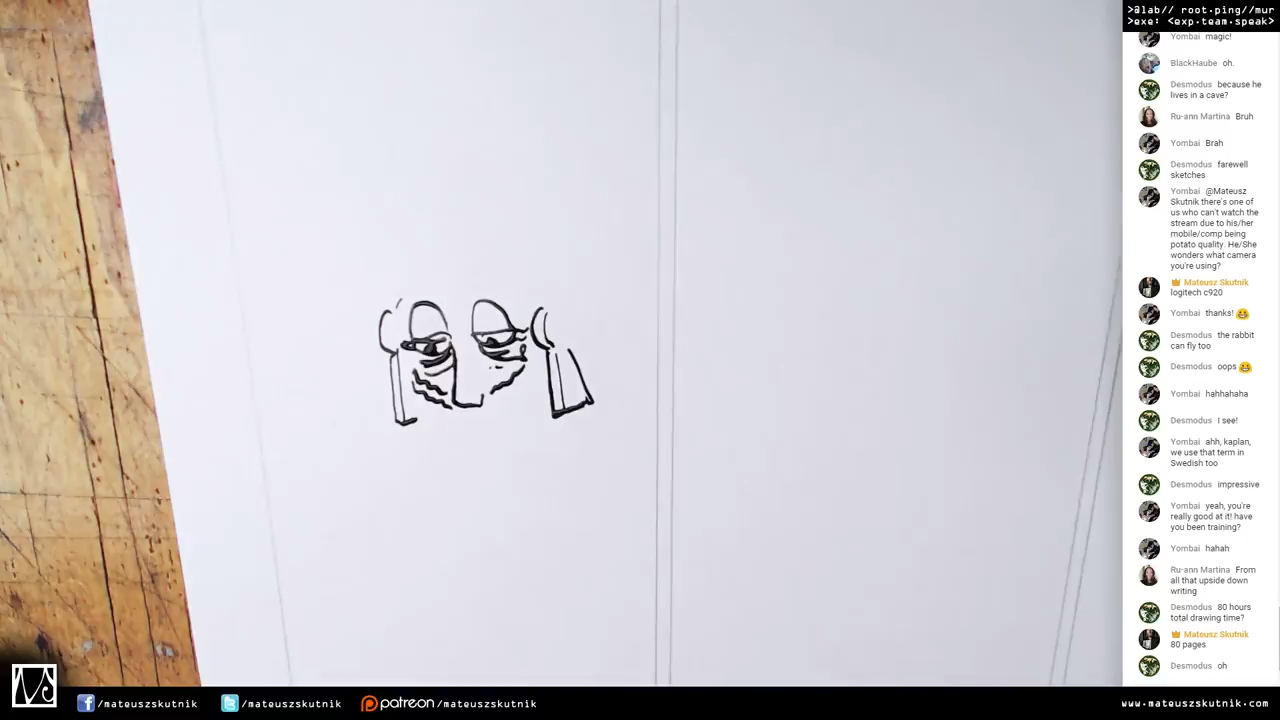 >@lab// root.ping//mur
>exe: <exp.team.speak>
Yombai magic!
BlackHaube oh.
Desmodus because he
lives in a cave?
Ru-ann Martina Bruh
Yombai Brah
Desmodus farewell
sketches
Yombai @Mateusz
Skutnik there's one of
us who can't watch the
stream due to his/her
mobile/comp being
potato quality. He/She
wonders what camera
you're using?
Mateusz Skutnik
logitech c920
Yombai thanks! 😂
Desmodus the rabbit
can fly too
Desmodus oops 😂
Yombai hahhahaha
Desmodus I see!
Yombai ahh, kaplan,
we use that term in
Swedish too
Desmodus impressive
Yombai yeah, you're
really good at it! have
you been training?
Yombai hahah
Ru-ann Martina From
all that upside down
writing
Desmodus 80 hours
total drawing time?
Mateusz Skutnik
80 pages
Desmodus oh
/mateuszskutnik /mateuszskutnik patreon/mateuszskutnik www.mateuszskutnik.com